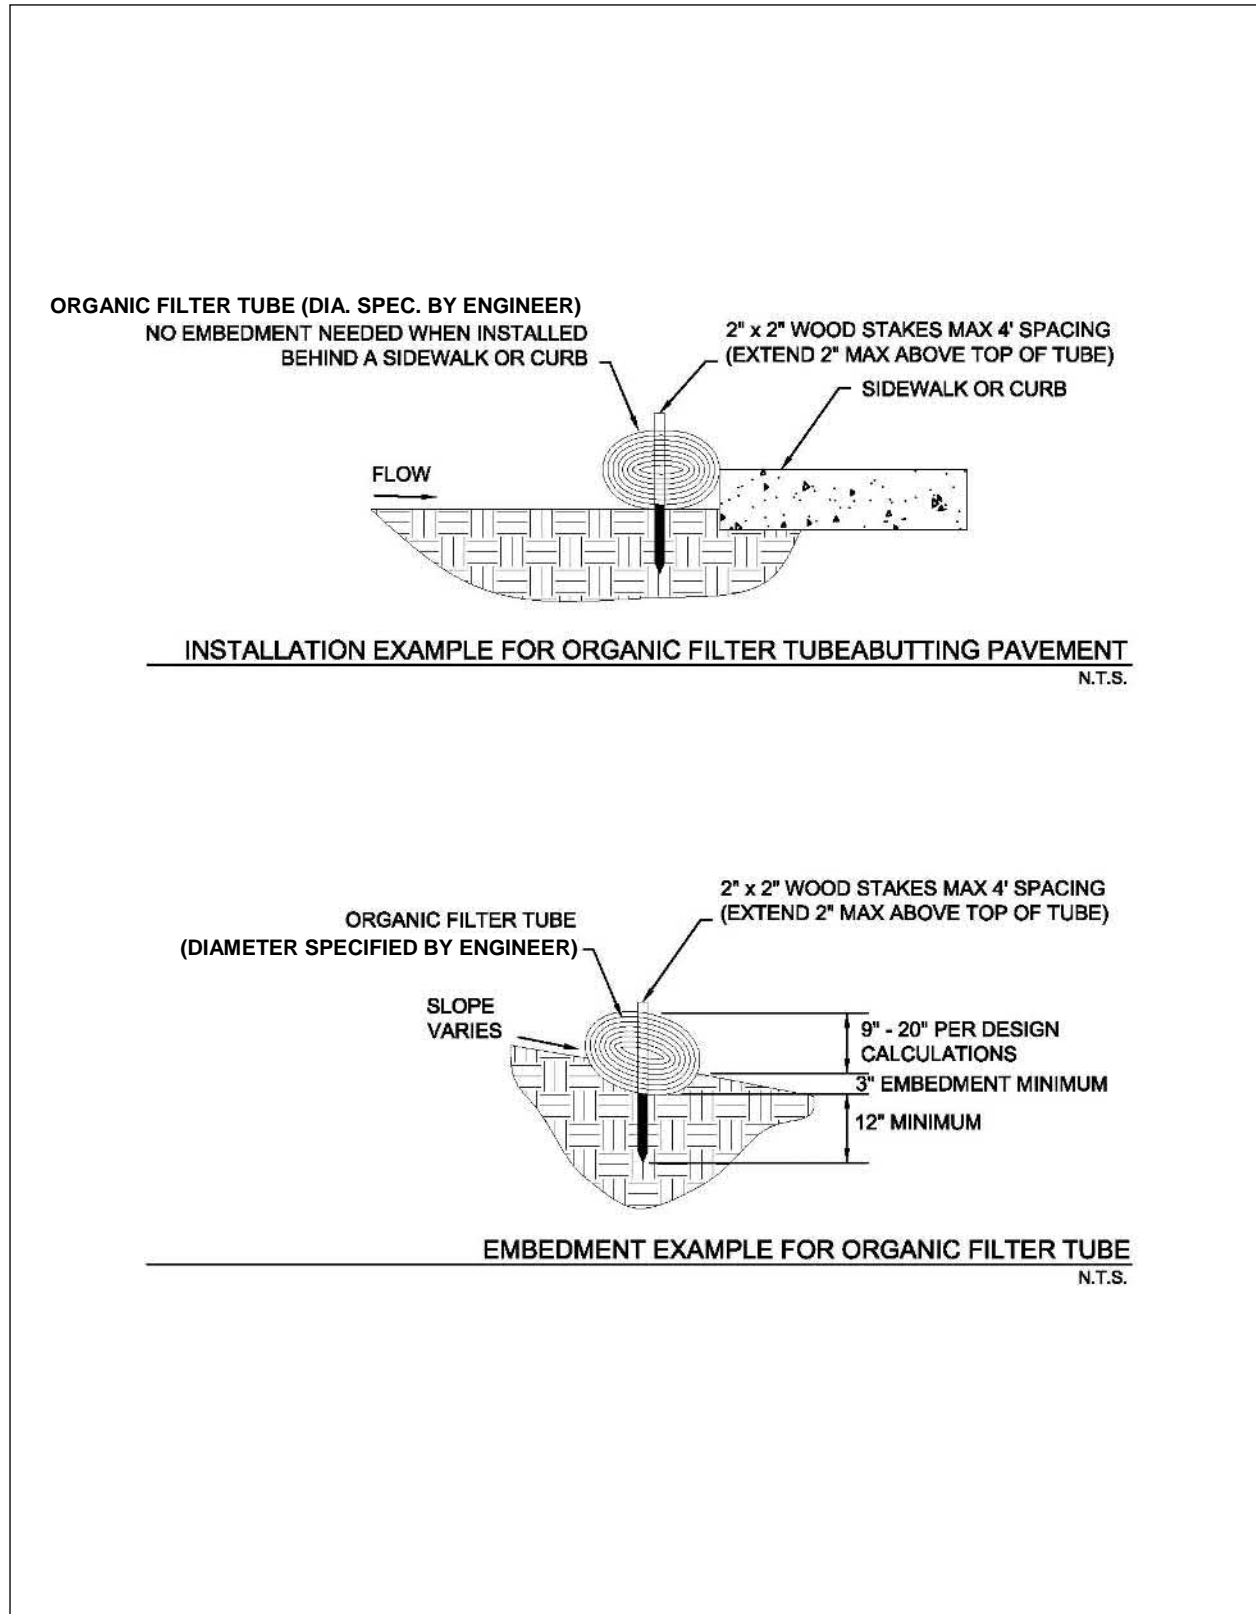 ORGANIC FILTER TUBE (DIA. SPEC. BY ENGINEER)
NO EMBEDMENT NEEDED WHEN INSTALLED
BEHIND A SIDEWALK OR CURB
2" x 2" WOOD STAKES MAX 4' SPACING
(EXTEND 2" MAX ABOVE TOP OF TUBE)
SIDEWALK OR CURB
FLOW
INSTALLATION EXAMPLE FOR ORGANIC FILTER TUBEABUTTING PAVEMENT
N.T.S.
2" x 2" WOOD STAKES MAX 4' SPACING
(EXTEND 2" MAX ABOVE TOP OF TUBE)
ORGANIC FILTER TUBE
(DIAMETER SPECIFIED BY ENGINEER)
SLOPE
VARIES
9" - 20" PER DESIGN
CALCULATIONS
3" EMBEDMENT MINIMUM
12" MINIMUM
EMBEDMENT EXAMPLE FOR ORGANIC FILTER TUBE
N.T.S.